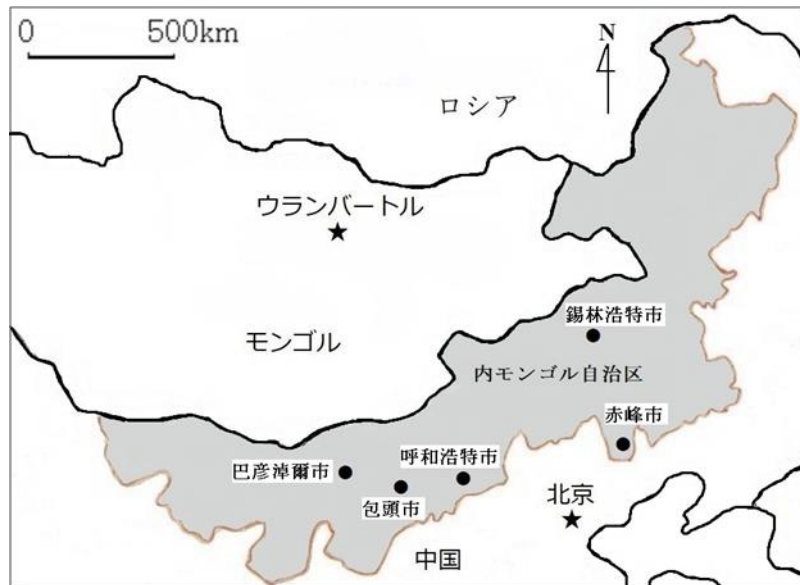 0
500km
N
ロシア
ウランバートル
モンゴル
錫林浩特市
内モンゴル自治区
赤峰市
呼和浩特市
巴彦淖爾市
包頭市
北京
中国